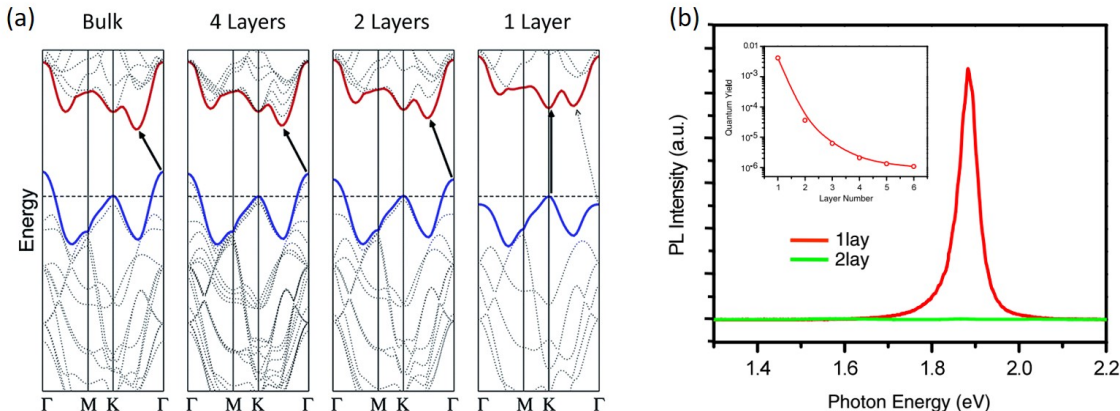 (a)
Bulk
4 Layers
2 Layers
1 Layer
Energy
Γ M K Γ
Γ M K Γ
Γ M K Γ
Γ M K Γ
(b)
PL Intensity (a.u.)
Quantum Yield
0.01
10⁻³
10⁻⁴
10⁻⁵
10⁻⁶
1 2 3 4 5 6
Layer Number
1lay
2lay
1.4 1.6 1.8 2.0 2.2
Photon Energy (eV)